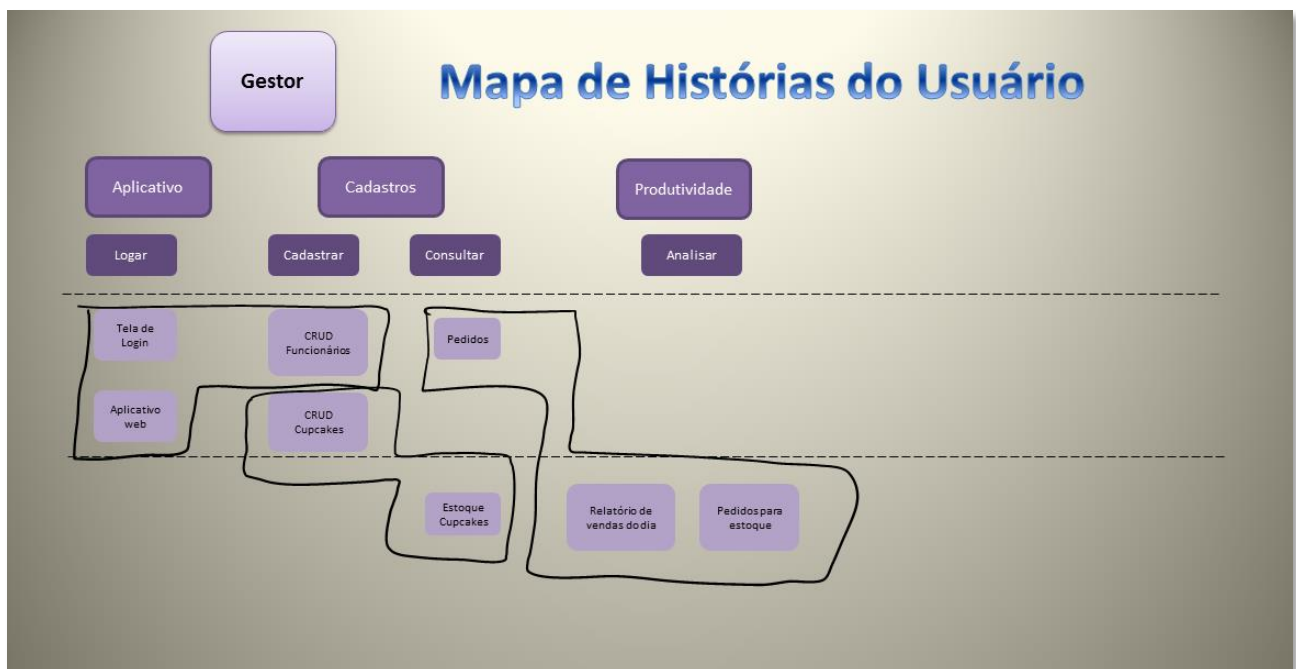 Gestor
Mapa de Histórias do Usuário
Aplicativo
Cadastros
Produtividade
Logar
Cadastrar
Consultar
Analisar
Tela de
Login
CRUD
Funcionários
Pedidos
Aplicativo
web
CRUD
Cupcakes
Estoque
Cupcakes
Relatório de
vendas do dia
Pedidos para
estoque